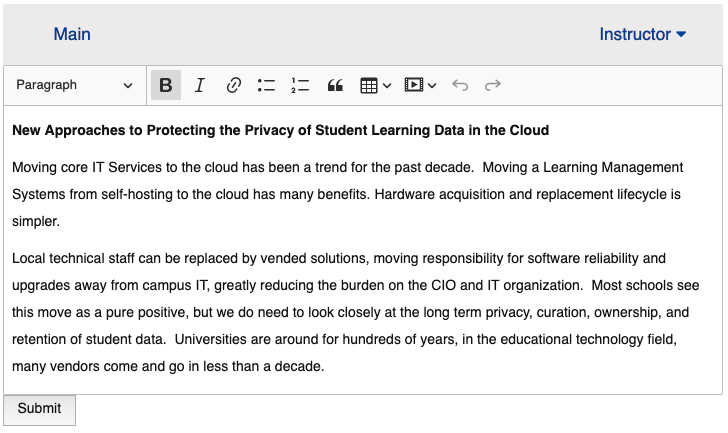 Main
Instructor
Paragraph
B I
New Approaches to Protecting the Privacy of Student Learning Data in the Cloud
Moving core IT Services to the cloud has been a trend for the past decade.  Moving a Learning Management
Systems from self-hosting to the cloud has many benefits. Hardware acquisition and replacement lifecycle is
simpler.
Local technical staff can be replaced by vended solutions, moving responsibility for software reliability and
upgrades away from campus IT, greatly reducing the burden on the CIO and IT organization.  Most schools see
this move as a pure positive, but we do need to look closely at the long term privacy, curation, ownership, and
retention of student data.  Universities are around for hundreds of years, in the educational technology field,
many vendors come and go in less than a decade.
Submit